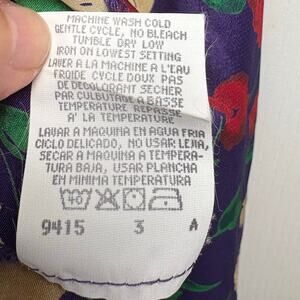 MACHINE WASH COLD
GENTLE CYCLE, NO BLEACH
TUMBLE DRY LOW
IRON ON LOWEST SETTING
LAVER A LA MACHINE A L'EAU
FROIDE CYCLE DOUX PAS
DE DECOLORANT SECHER
PAR CULBUTAGE A BASSE
TEMPERATURE REPASSE
A LA TEMPERATURE
LAVAR A MAQUINA EN AGUA FRIA
CICLO DELICADO, NO USAR LEJIA,
SECAR A MAQUINA A TEMPERA-
TURA BAJA, USAR PLANCHA
EN MINIMA TEMPERATURA
40
9415 3 A